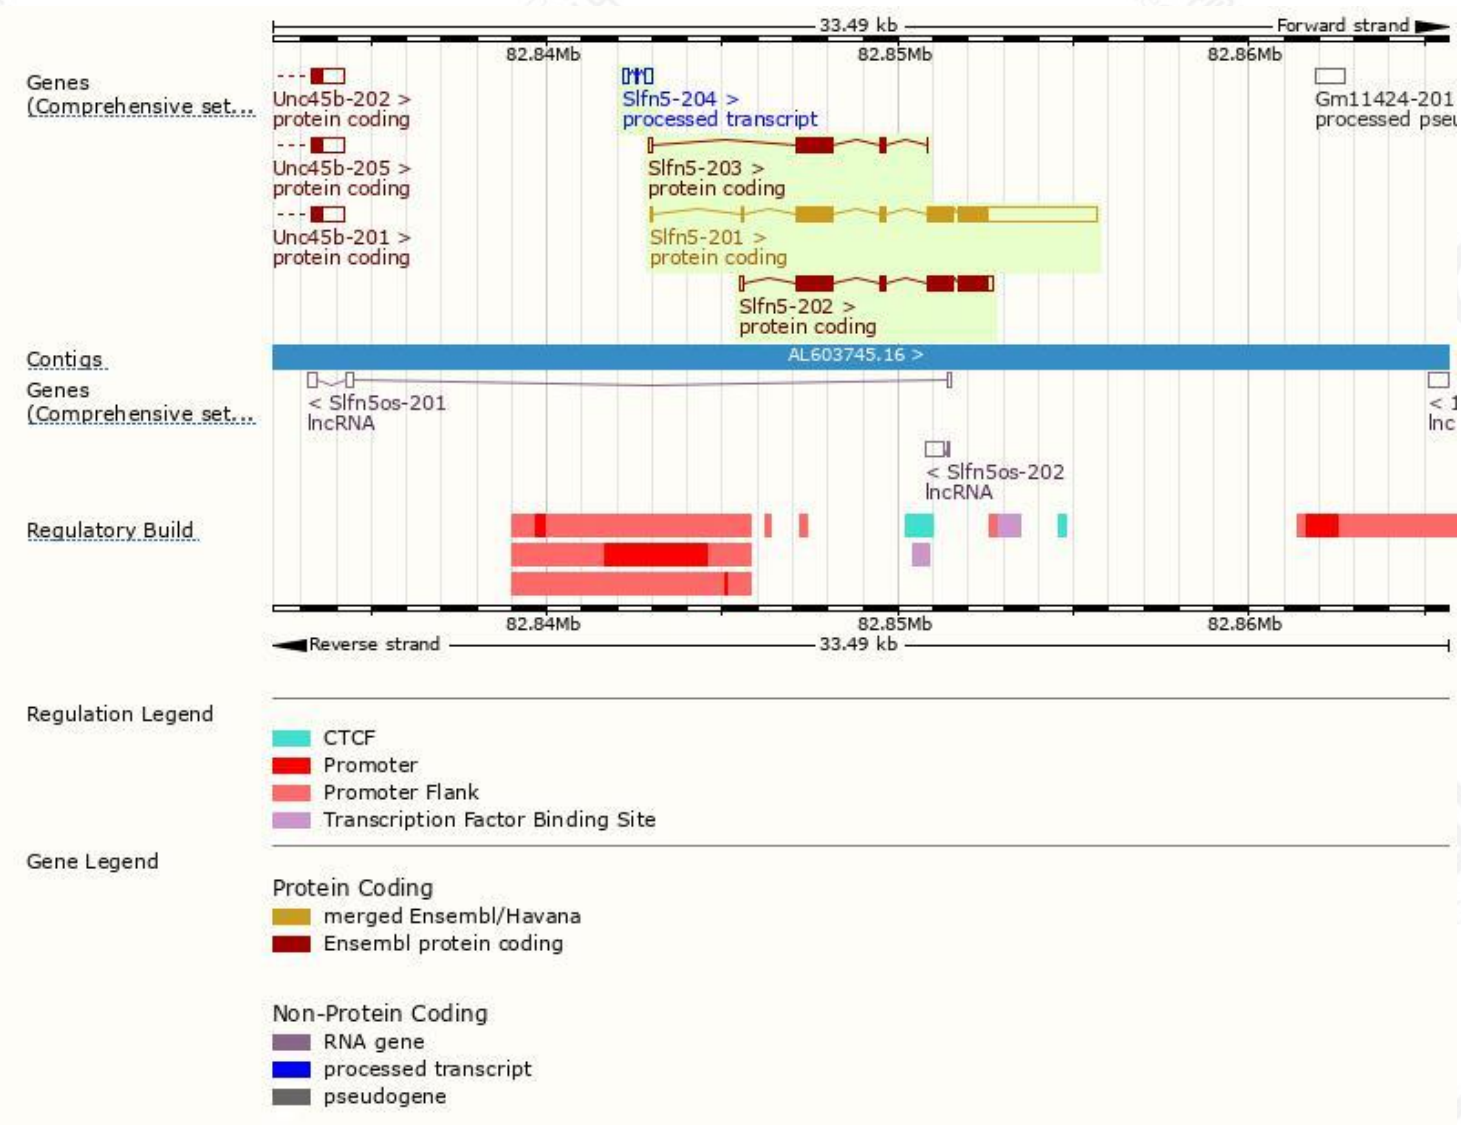 33.49 kb
Forward strand
82.84Mb 82.85Mb 82.86Mb
Genes
(Comprehensive set...
Unc45b-202 >
protein coding
Slfn5-204 >
processed transcript
Gm11424-201
processed pseu
Unc45b-205 >
protein coding
Slfn5-203 >
protein coding
Unc45b-201 >
protein coding
Slfn5-201 >
protein coding
Slfn5-202 >
protein coding
Contigs
AL603745.16 >
Genes
(Comprehensive set...
< Slfn5os-201
lncRNA
< 1
lnc
< Slfn5os-202
lncRNA
Regulatory Build
82.84Mb 82.85Mb 82.86Mb
Reverse strand
33.49 kb
Regulation Legend
CTCF
Promoter
Promoter Flank
Transcription Factor Binding Site
Gene Legend
Protein Coding
merged Ensembl/Havana
Ensembl protein coding
Non-Protein Coding
RNA gene
processed transcript
pseudogene